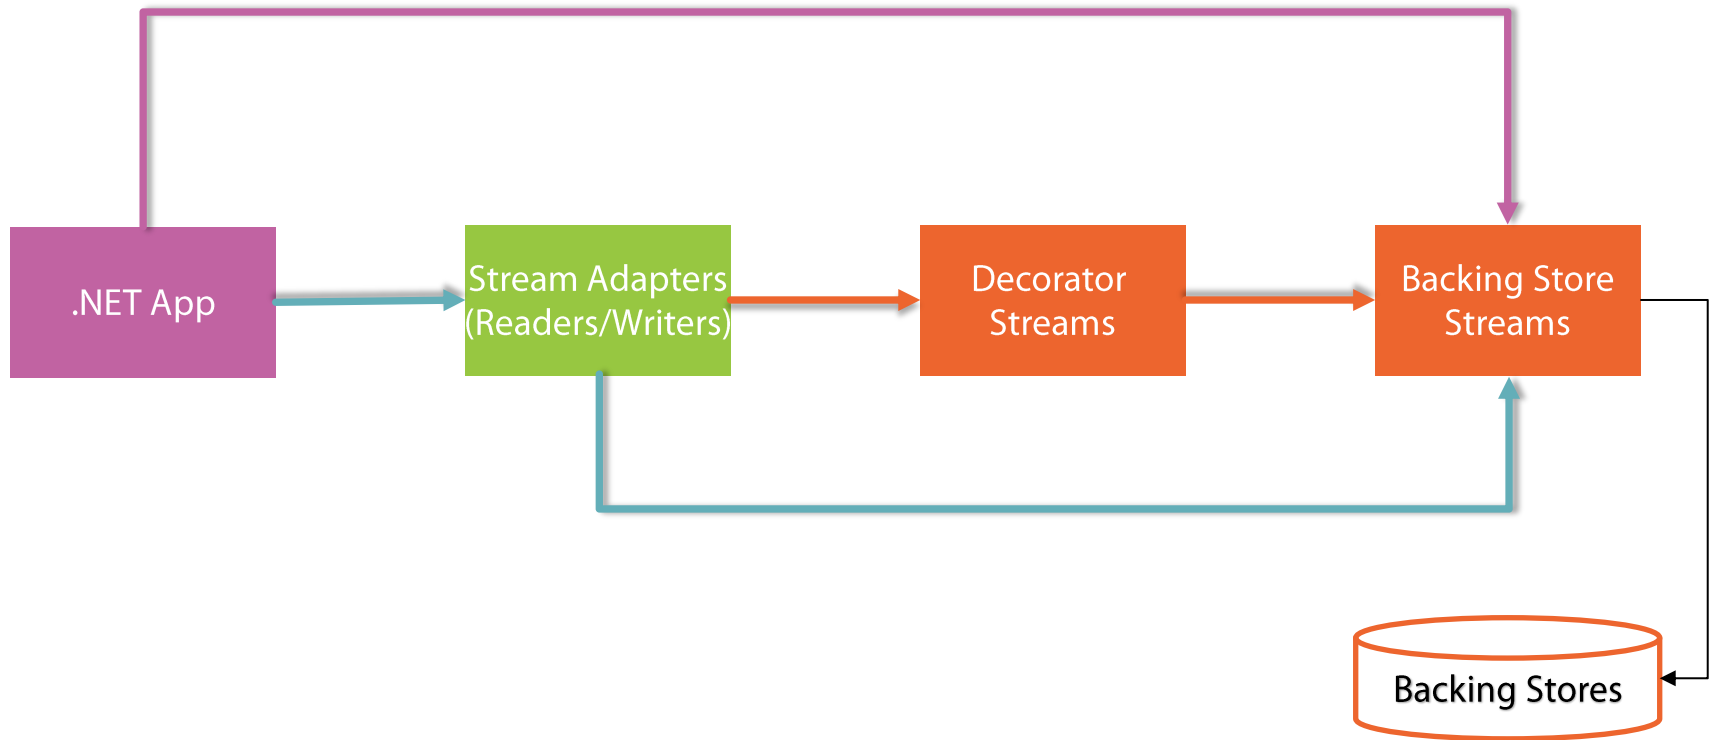 .NET App
Stream Adapters
(Readers/Writers)
Decorator
Streams
Backing Store
Streams
Backing Stores